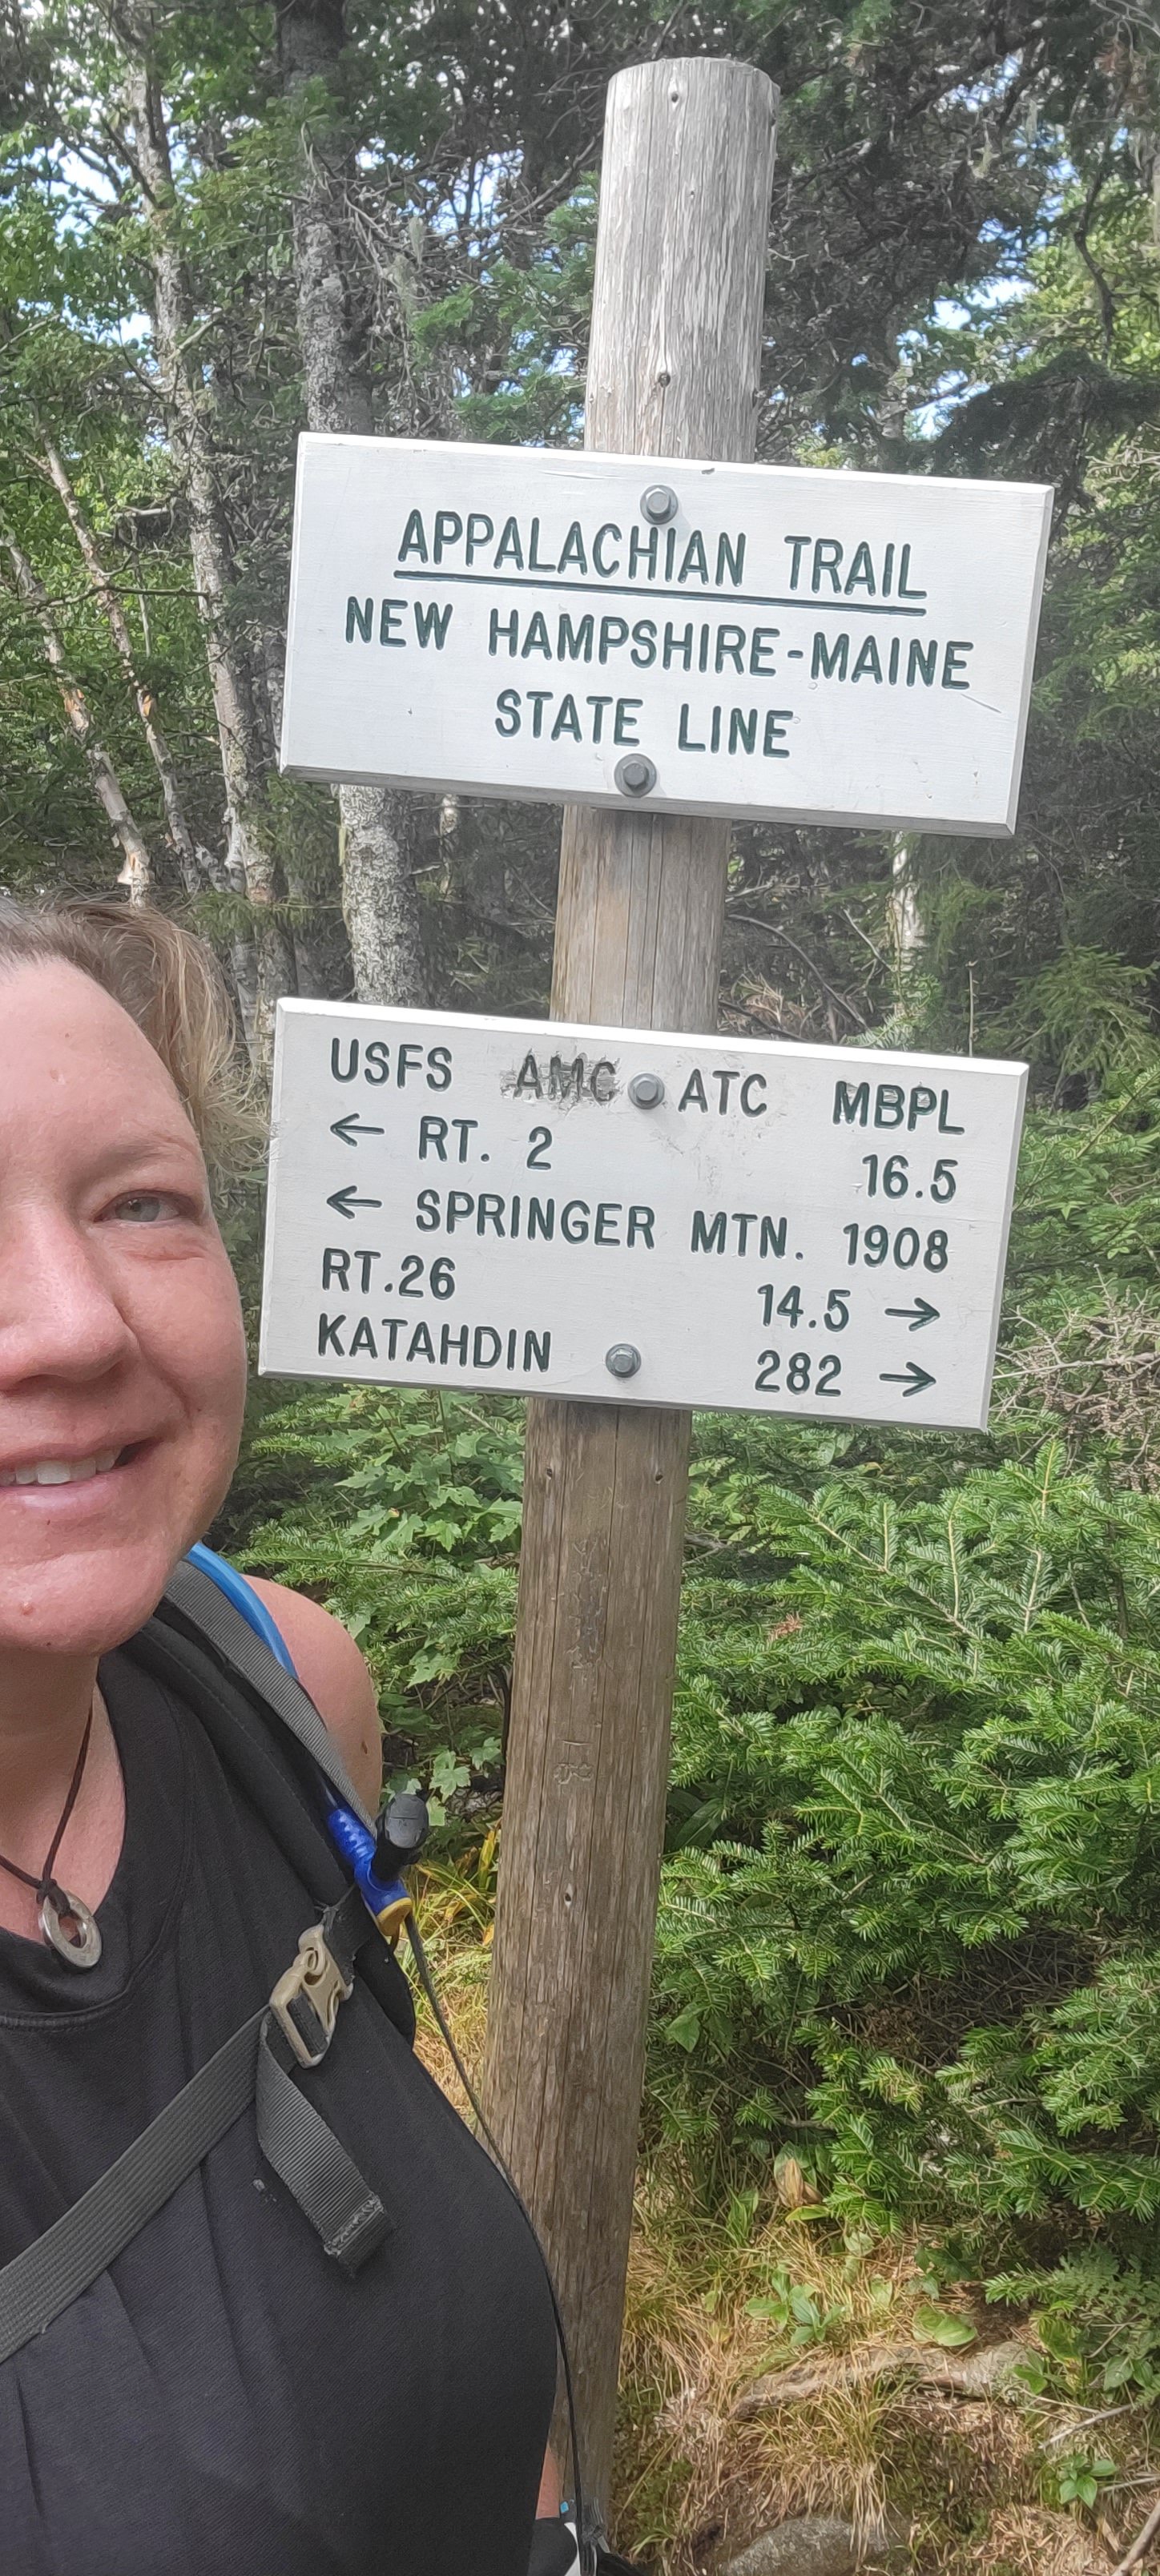 APPALACHIAN TRAIL
NEW HAMPSHIRE-MAINE
STATE LINE
USFS AMC ATC MBPL
← RT. 2 16.5
← SPRINGER MTN. 1908
RT.26 14.5 →
KATAHDIN 282 →